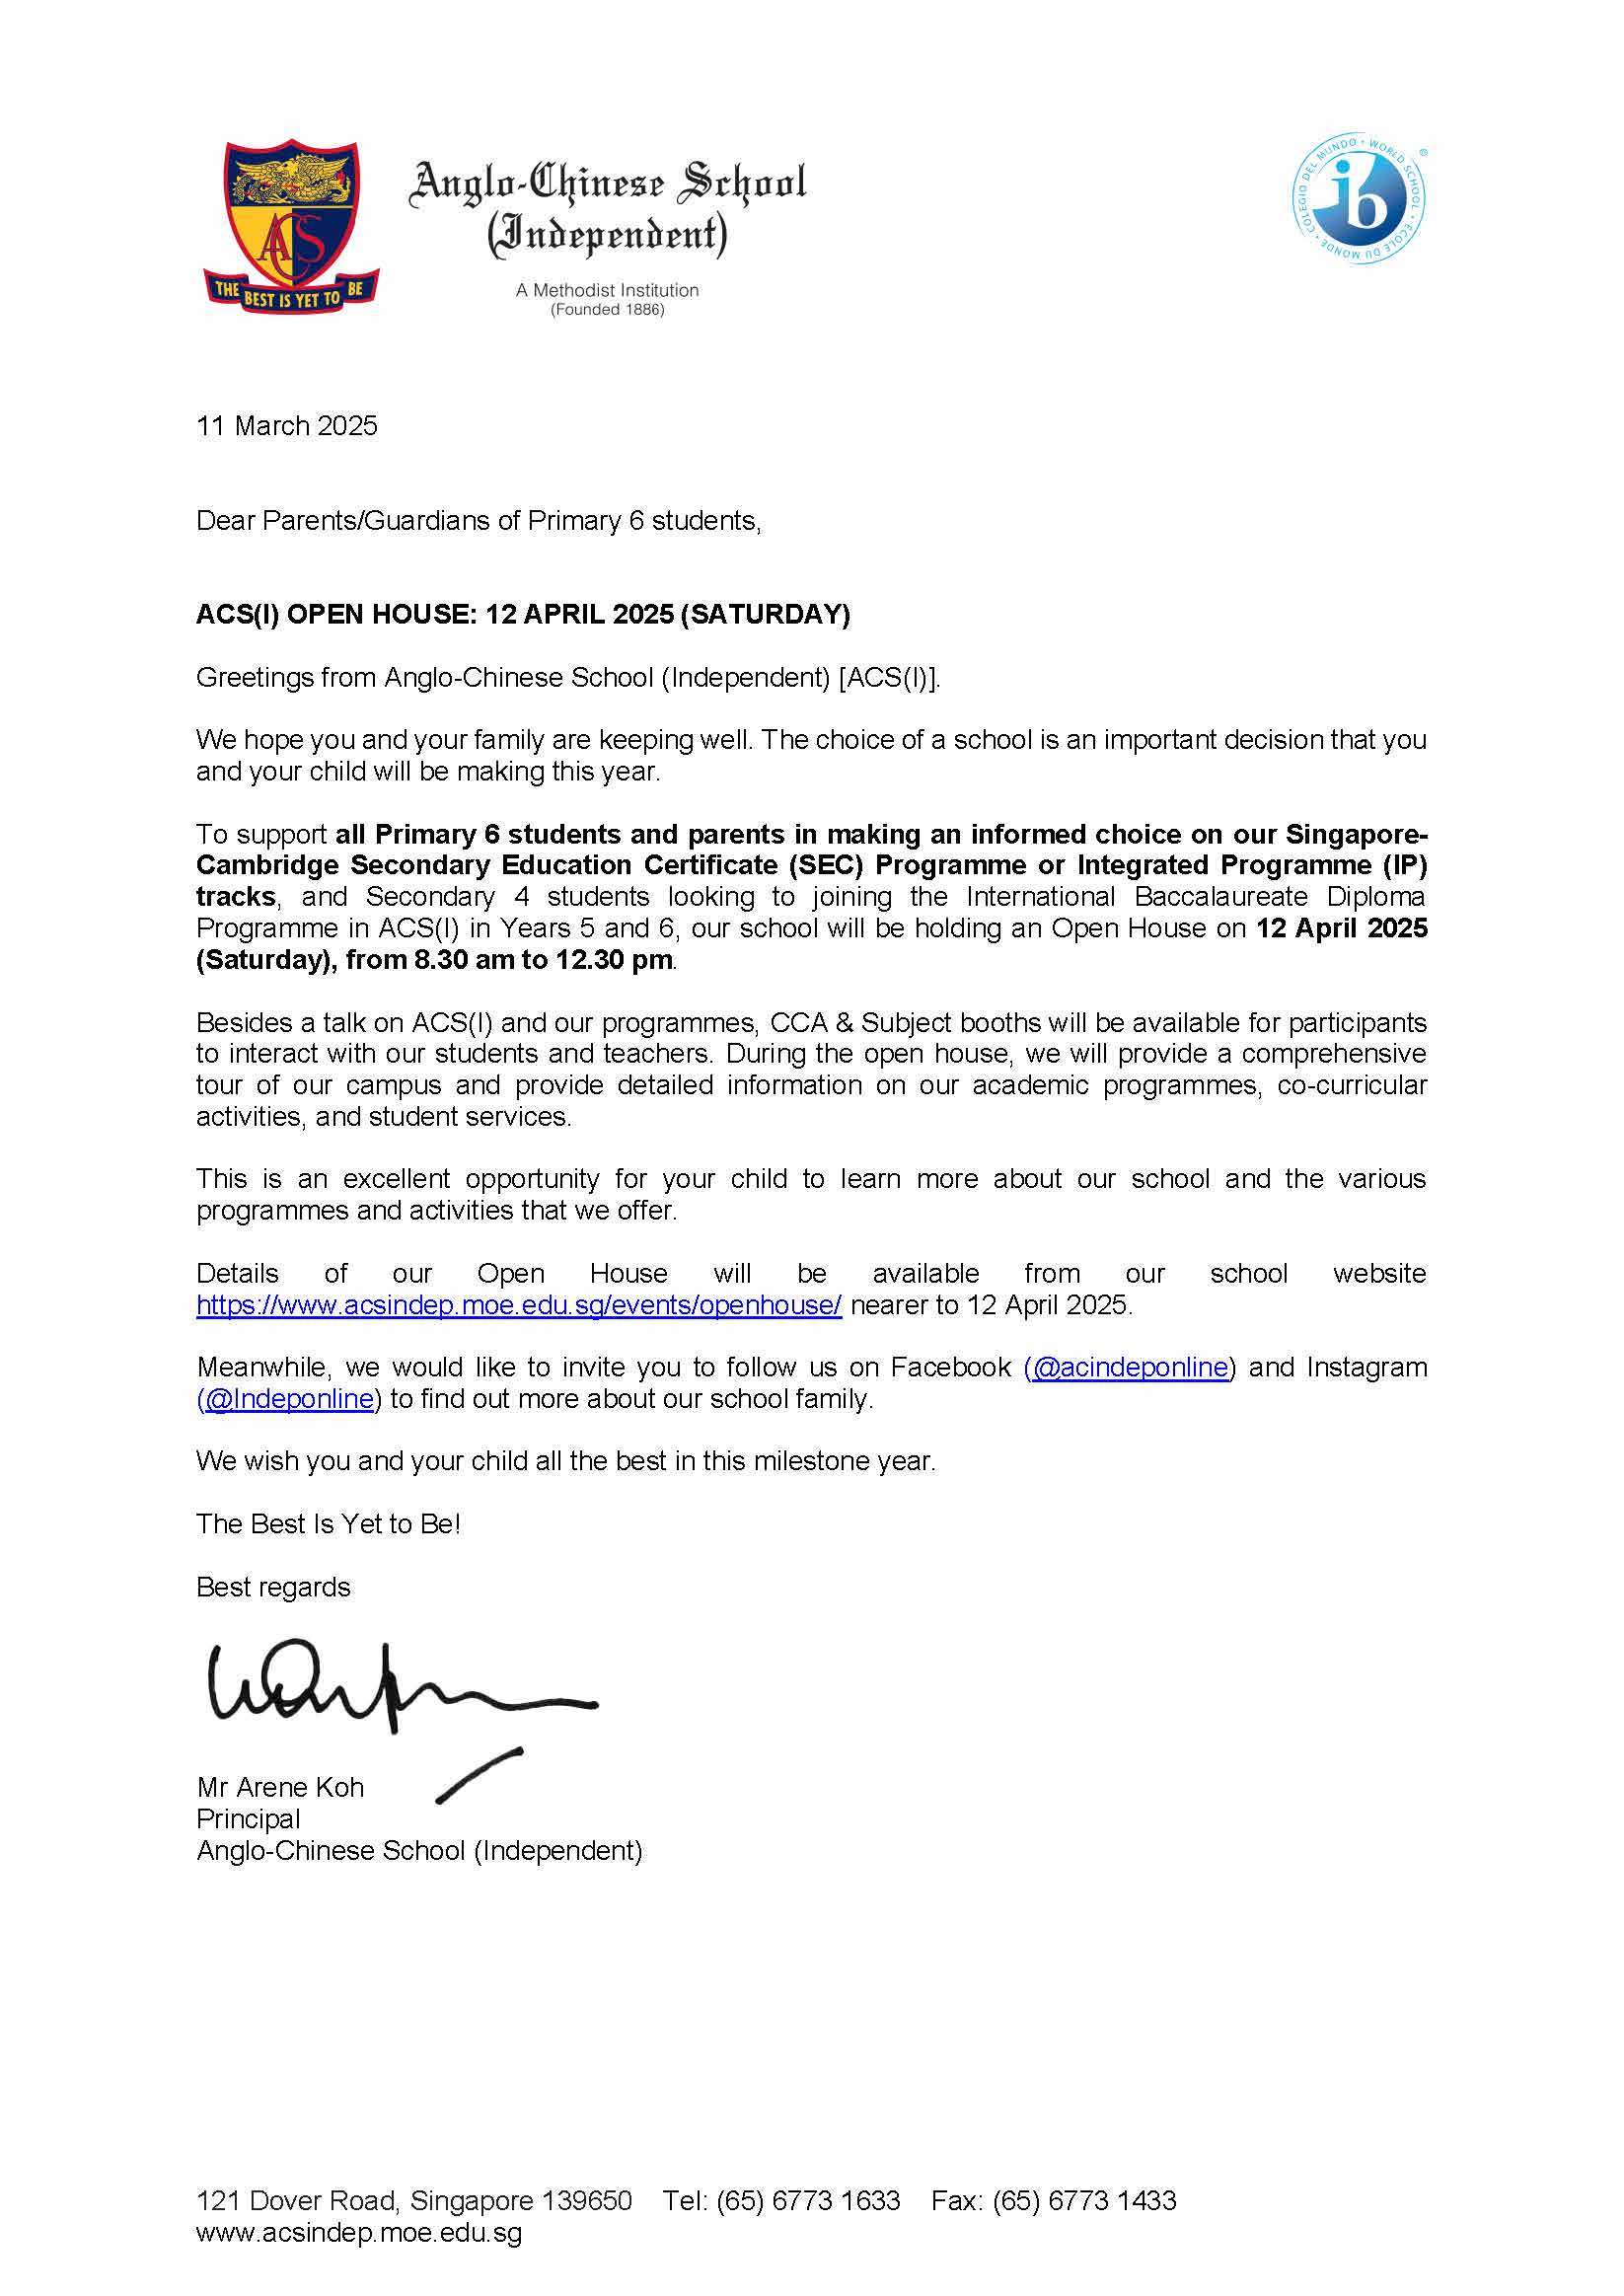 THE BEST IS YET TO BE
ACS
Anglo-Chinese School
(Independent)
A Methodist Institution
(Founded 1886)
COLEGIO DEL MUNDO • WORLD SCHOOL • ECOLE DU MONDE •
®
ib
11 March 2025
Dear Parents/Guardians of Primary 6 students,
ACS(I) OPEN HOUSE: 12 APRIL 2025 (SATURDAY)
Greetings from Anglo-Chinese School (Independent) [ACS(I)].
We hope you and your family are keeping well. The choice of a school is an important decision that you
and your child will be making this year.
To support all Primary 6 students and parents in making an informed choice on our Singapore-
Cambridge Secondary Education Certificate (SEC) Programme or Integrated Programme (IP)
tracks, and Secondary 4 students looking to joining the International Baccalaureate Diploma
Programme in ACS(I) in Years 5 and 6, our school will be holding an Open House on 12 April 2025
(Saturday), from 8.30 am to 12.30 pm.
Besides a talk on ACS(I) and our programmes, CCA & Subject booths will be available for participants
to interact with our students and teachers. During the open house, we will provide a comprehensive
tour of our campus and provide detailed information on our academic programmes, co-curricular
activities, and student services.
This is an excellent opportunity for your child to learn more about our school and the various
programmes and activities that we offer.
Details of our Open House will be available from our school website
https://www.acsindep.moe.edu.sg/events/openhouse/ nearer to 12 April 2025.
Meanwhile, we would like to invite you to follow us on Facebook (@acindeponline) and Instagram
(@Indeponline) to find out more about our school family.
We wish you and your child all the best in this milestone year.
The Best Is Yet to Be!
Best regards
Mr Arene Koh
Principal
Anglo-Chinese School (Independent)
121 Dover Road, Singapore 139650 Tel: (65) 6773 1633 Fax: (65) 6773 1433
www.acsindep.moe.edu.sg